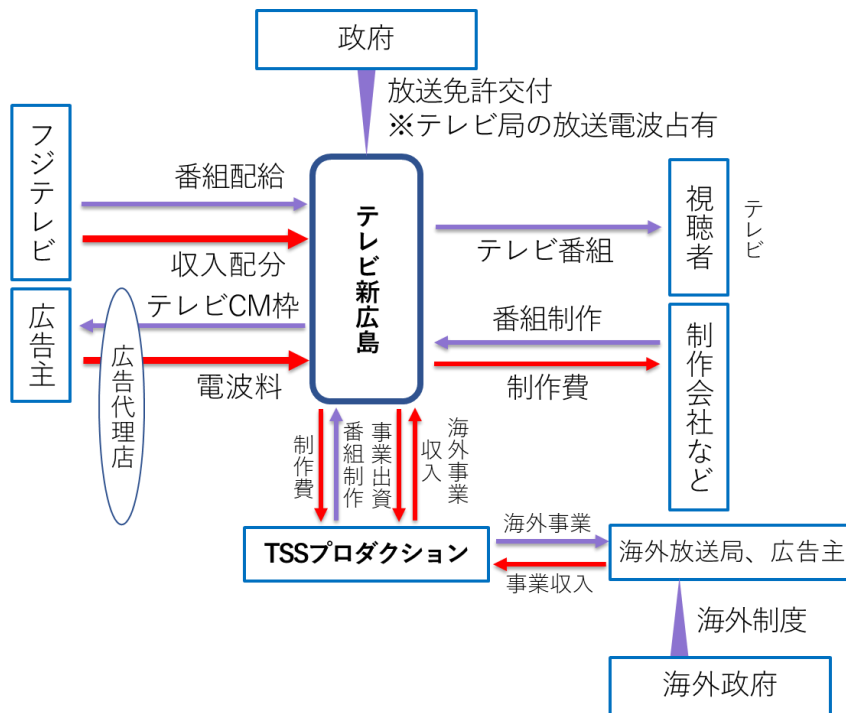 政府
放送免許交付
※テレビ局の放送電波占有
フジテレビ
番組配給
収入配分
テレビ新広島
テレビ番組
視聴者
テレビ
広告主
テレビCM枠
電波料
広告代理店
番組制作
制作費
制作会社など
制作費
番組制作
事業出資
海外事業
収入
TSSプロダクション
海外事業
事業収入
海外放送局、広告主
海外制度
海外政府